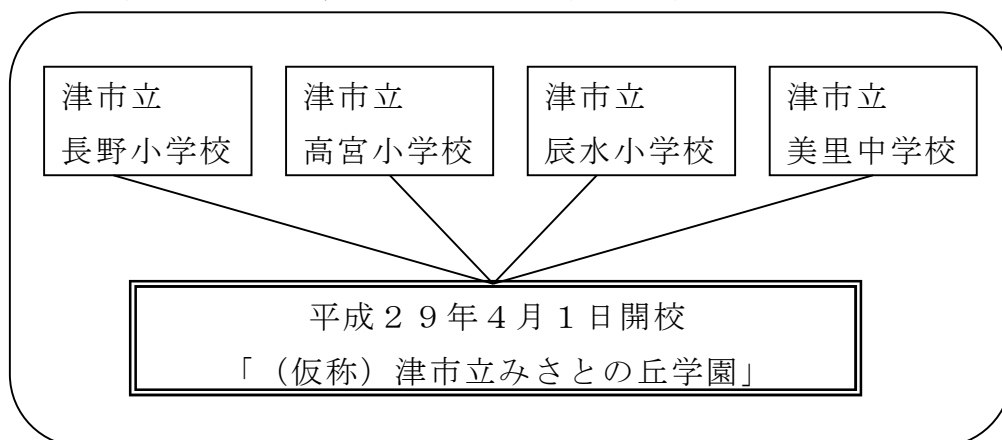 津市立
長野小学校
津市立
高宮小学校
津市立
辰水小学校
津市立
美里中学校
平成２９年４月１日開校
「（仮称）津市立みさとの丘学園」